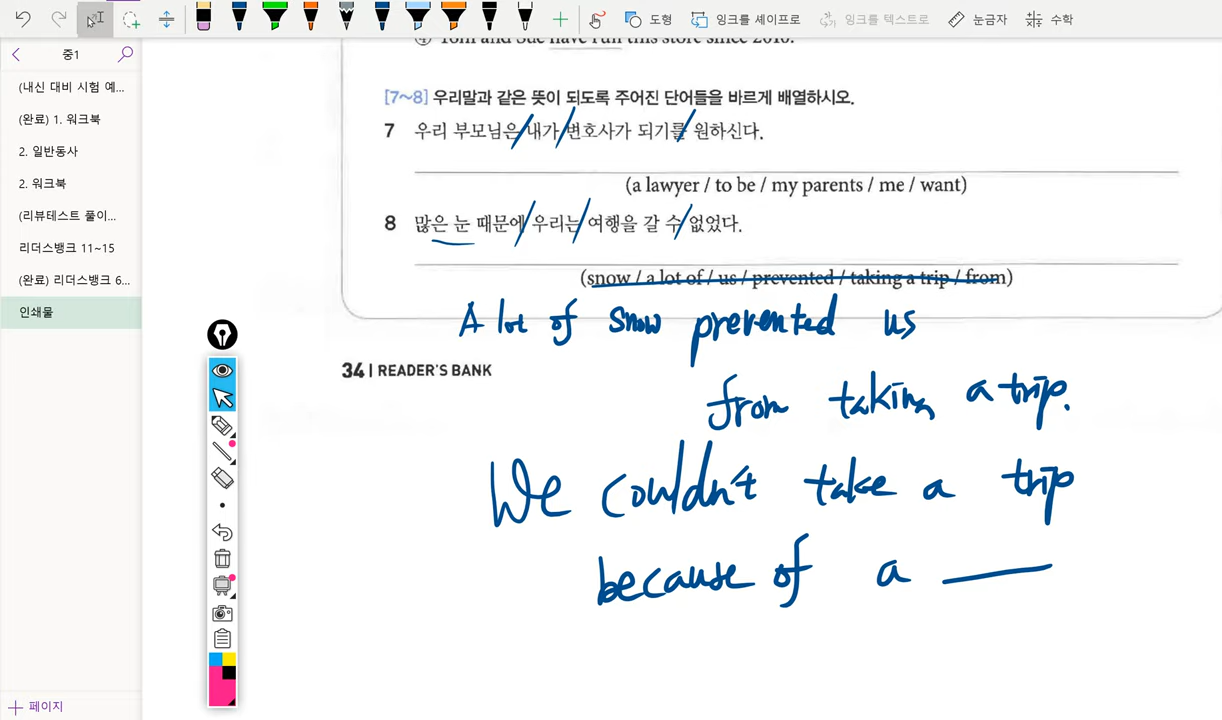 도형
잉크를 셰이프로
잉크를 텍스트로
눈금자
수학
중1
(내신 대비 시험 예...
(완료) 1. 워크북
2. 일반동사
2. 워크북
(리뷰테스트 풀이...
리더스뱅크 11~15
(완료) 리더스뱅크 6...
인쇄물
페이지
④ Tom and Sue have run this store since 2010.
[7~8] 우리말과 같은 뜻이 되도록 주어진 단어들을 바르게 배열하시오.
7 우리 부모님은 내가 변호사가 되기를 원하신다.
(a lawyer / to be / my parents / me / want)
8 많은 눈 때문에 우리는 여행을 갈 수 없었다.
(snow / a lot of / us / prevented / taking a trip / from)
A lot of snow prevented us
from taking a trip.
34 | READER'S BANK
We couldn't take a trip
because of a